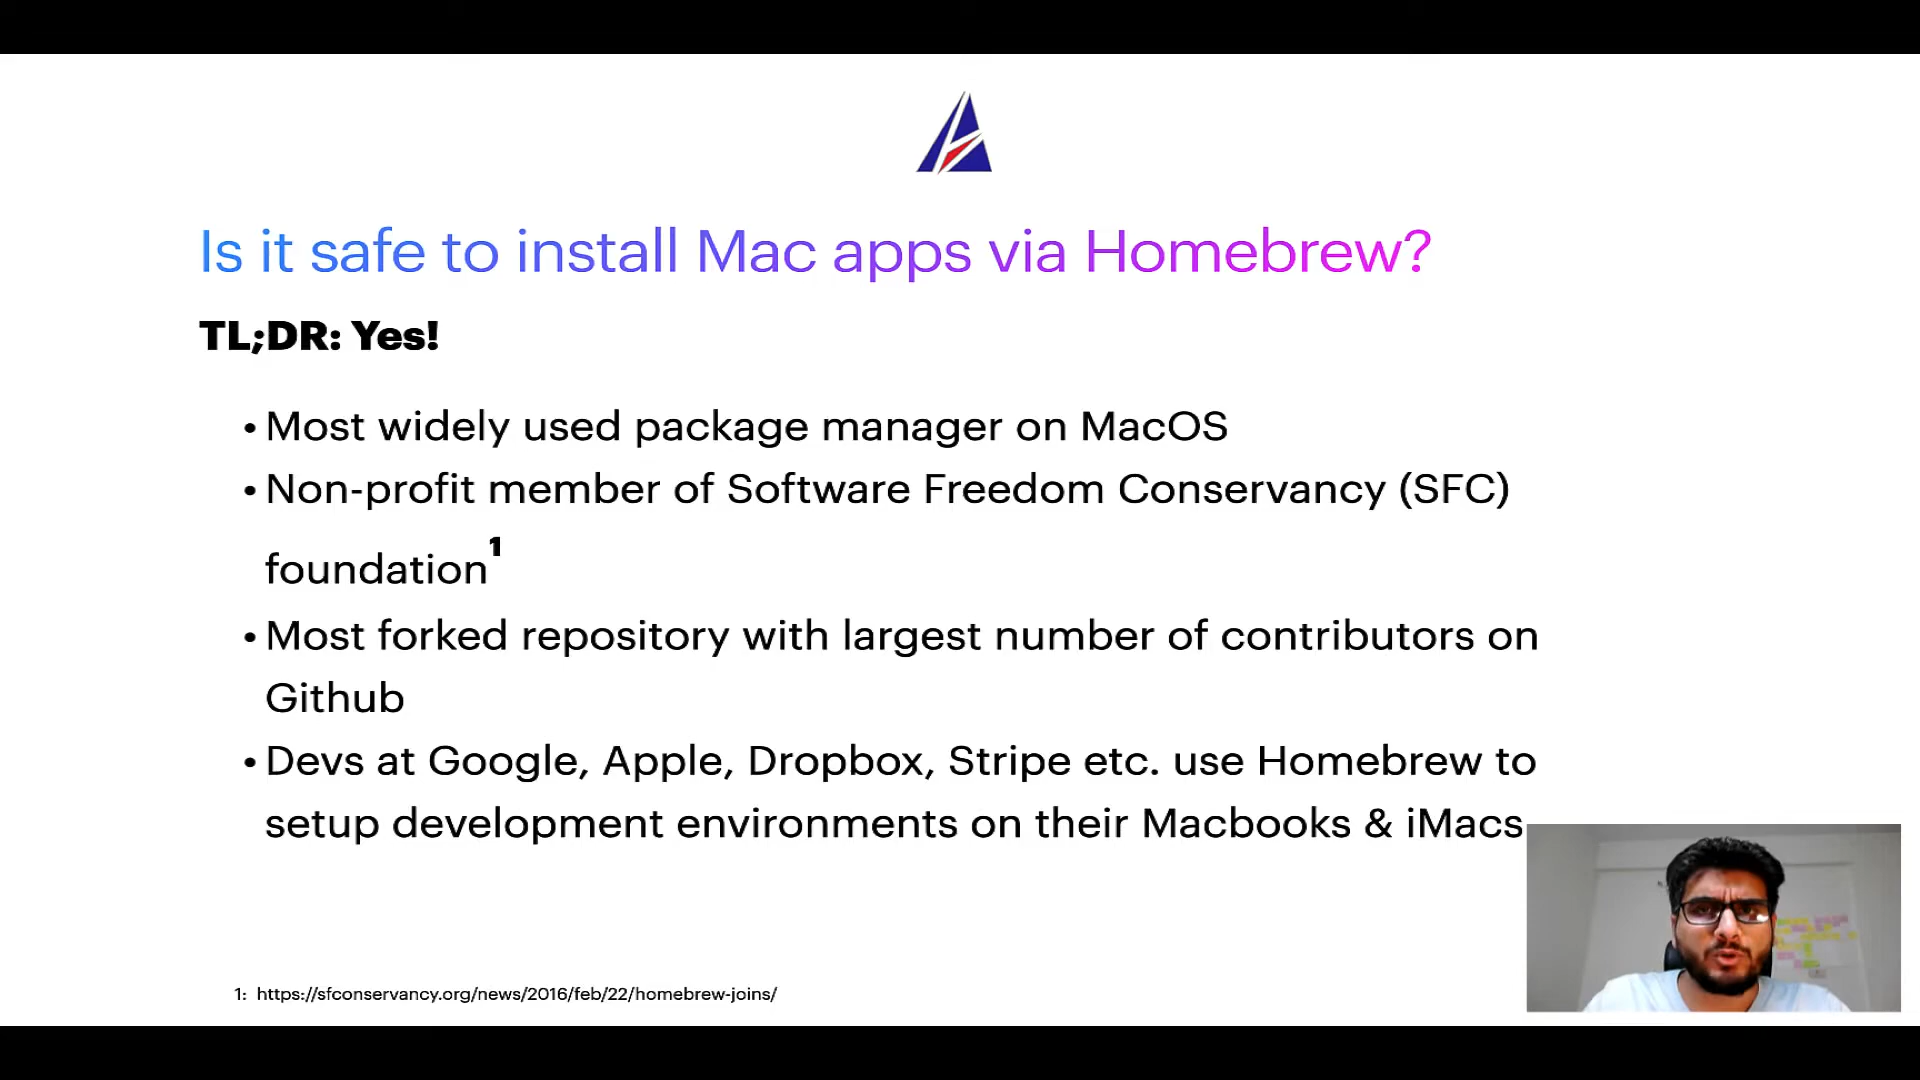 Is it safe to install Mac apps via Homebrew?
TL;DR: Yes!
• Most widely used package manager on MacOS
• Non-profit member of Software Freedom Conservancy (SFC)
foundation¹
• Most forked repository with largest number of contributors on
Github
• Devs at Google, Apple, Dropbox, Stripe etc. use Homebrew to
setup development environments on their Macbooks & iMacs
1: https://sfconservancy.org/news/2016/feb/22/homebrew-joins/